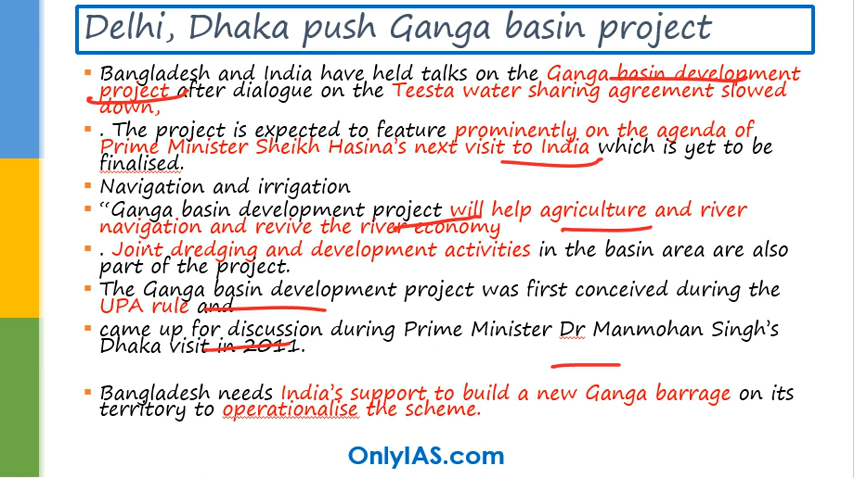 Delhi, Dhaka push Ganga basin project
Bangladesh and India have held talks on the Ganga basin development
project after dialogue on the Teesta water sharing agreement slowed
down,
. The project is expected to feature prominently on the agenda of
Prime Minister Sheikh Hasina's next visit to India which is yet to be
finalised.
Navigation and irrigation
“Ganga basin development project will help agriculture and river
navigation and revive the river economy
. Joint dredging and development activities in the basin area are also
part of the project.
The Ganga basin development project was first conceived during the
UPA rule and
came up for discussion during Prime Minister Dr Manmohan Singh's
Dhaka visit in 2011.
Bangladesh needs India's support to build a new Ganga barrage on its
territory to operationalise the scheme.
OnlyIAS.com